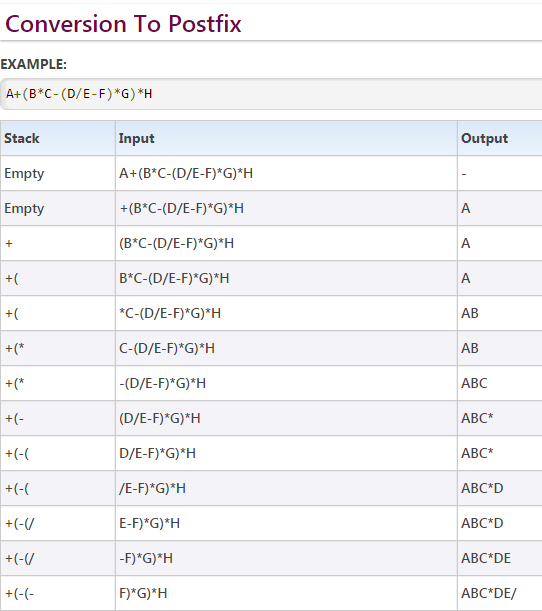 Conversion To Postfix
EXAMPLE:
A+(B*C-(D/E-F)*G)*H
Stack Input Output
Empty A+(B*C-(D/E-F)*G)*H -
Empty +(B*C-(D/E-F)*G)*H A
+ (B*C-(D/E-F)*G)*H A
+( B*C-(D/E-F)*G)*H A
+( *C-(D/E-F)*G)*H AB
+(* C-(D/E-F)*G)*H AB
+(* -(D/E-F)*G)*H ABC
+(- (D/E-F)*G)*H ABC*
+(-( D/E-F)*G)*H ABC*
+(-( /E-F)*G)*H ABC*D
+(-(/ E-F)*G)*H ABC*D
+(-(/ -F)*G)*H ABC*DE
+(-(- F)*G)*H ABC*DE/